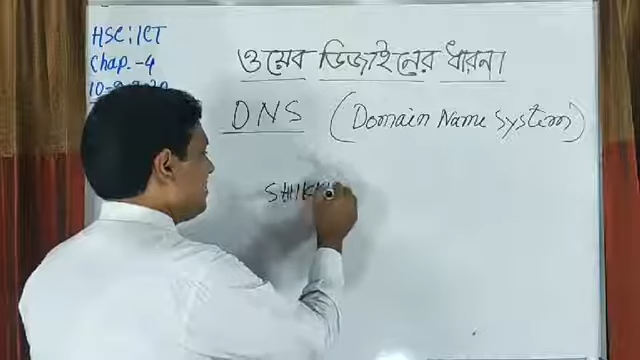 HSC: ICT
Chap. - 4
ওয়েব ডিজাইনের ধারনা
DNS (Domain Name System)